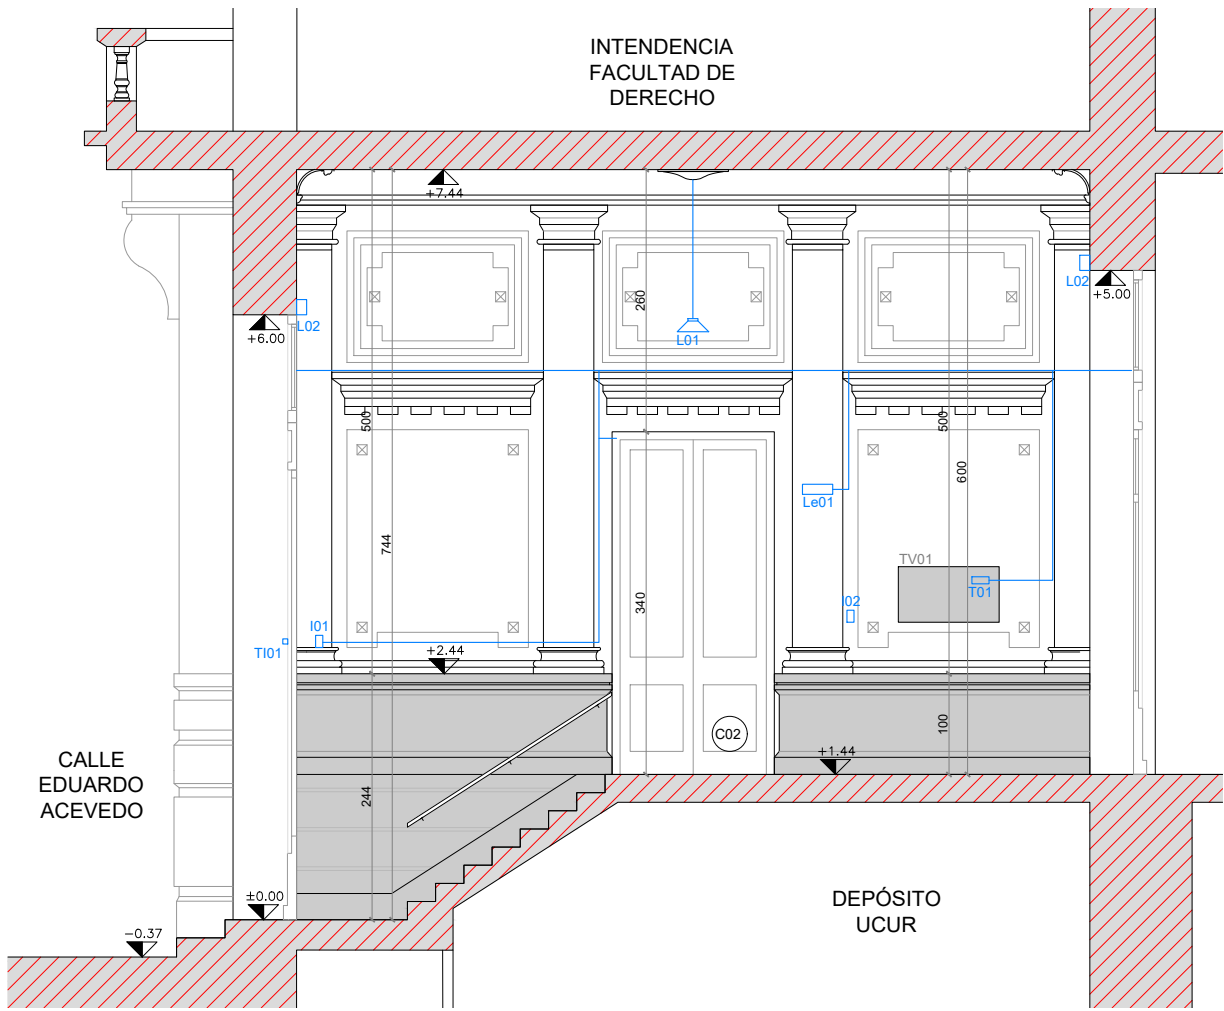 INTENDENCIA
FACULTAD DE
DERECHO
+7.44
L02
+5.00
L02
+6.00
260
L01
500
500
600
Le01
744
TV01
T01
I02
340
I01
TI01
+2.44
C02
100
+1.44
CALLE
EDUARDO
ACEVEDO
244
±0.00
-0.37
DEPÓSITO
UCUR